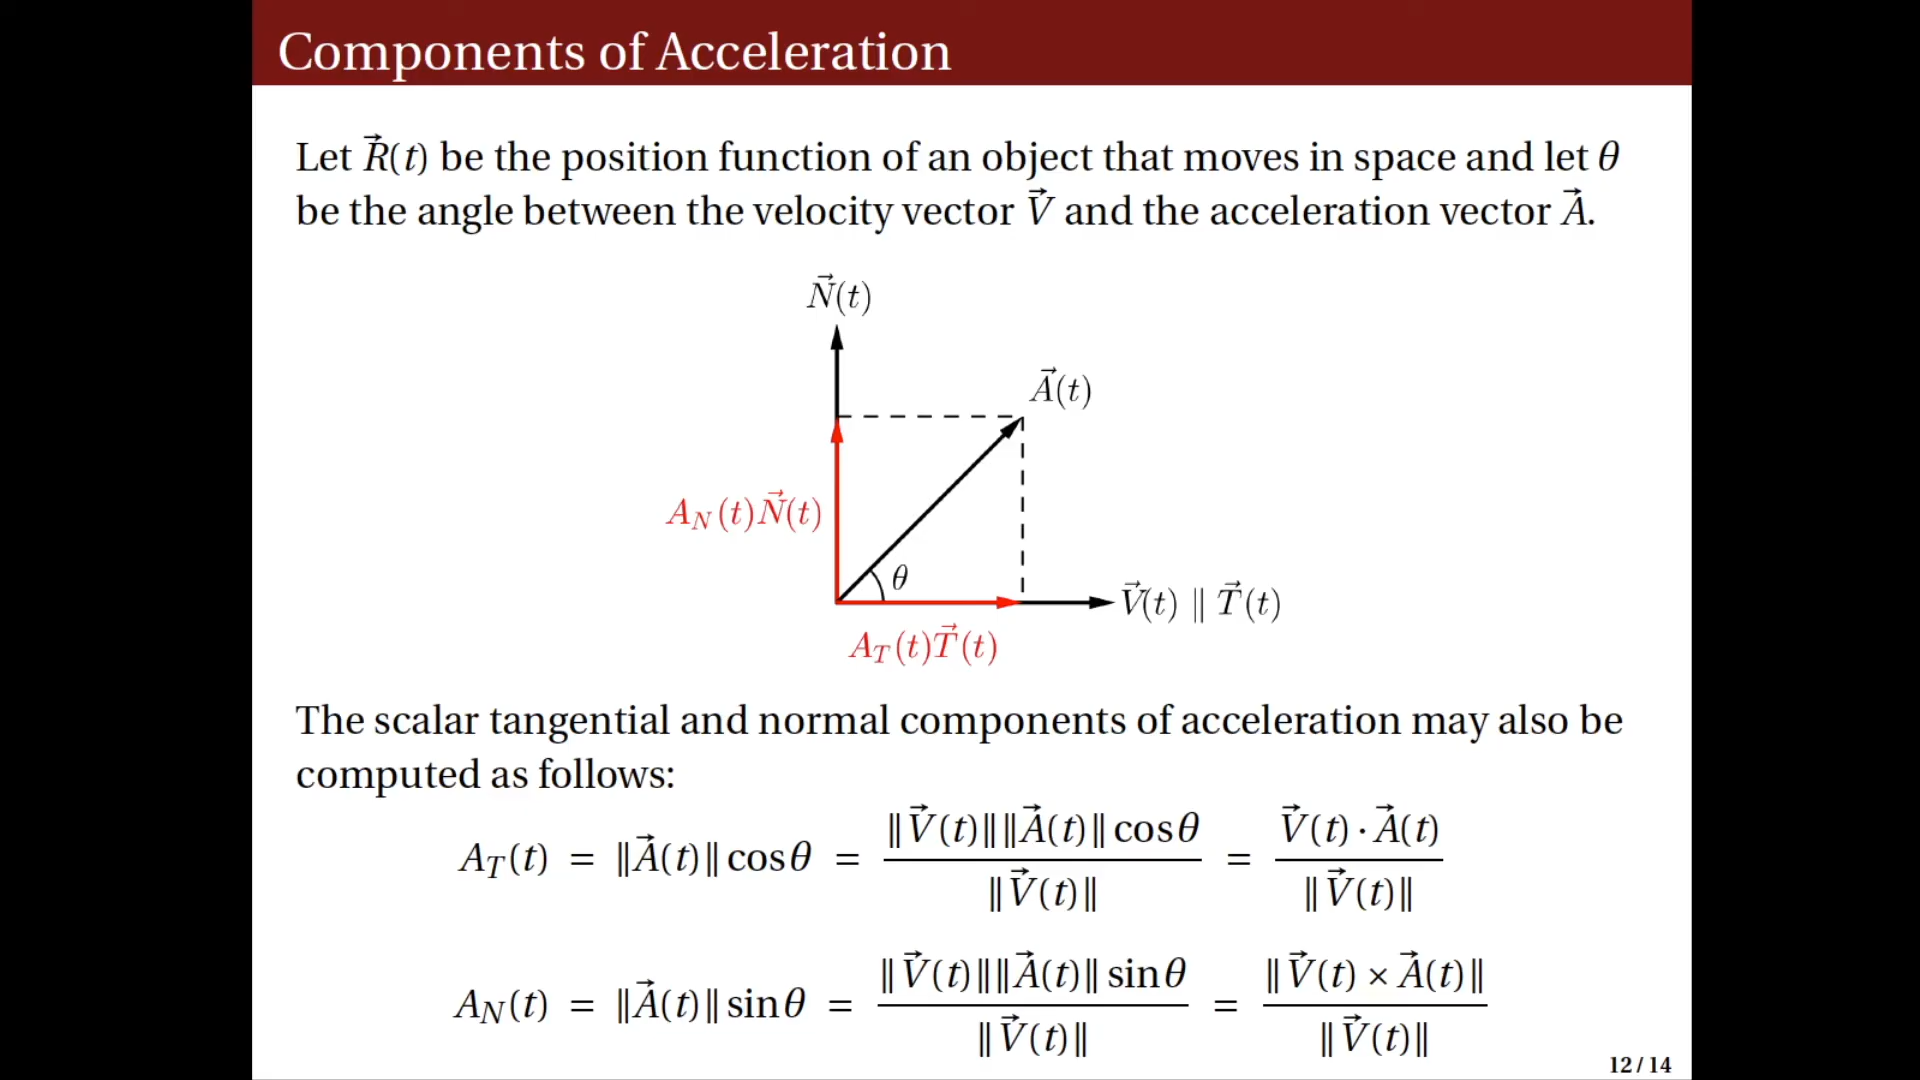 Components of Acceleration
Let R⃗(t) be the position function of an object that moves in space and let θ
be the angle between the velocity vector V⃗ and the acceleration vector A⃗.
N⃗(t)
A⃗(t)
A_N(t)N⃗(t)
θ
V⃗(t) ∥ T⃗(t)
A_T(t)T⃗(t)
The scalar tangential and normal components of acceleration may also be
computed as follows:
A_T(t) = ‖A⃗(t)‖ cos θ = ‖V⃗(t)‖‖A⃗(t)‖ cos θ / ‖V⃗(t)‖ = V⃗(t) · A⃗(t) / ‖V⃗(t)‖
A_N(t) = ‖A⃗(t)‖ sin θ = ‖V⃗(t)‖‖A⃗(t)‖ sin θ / ‖V⃗(t)‖ = ‖V⃗(t) × A⃗(t)‖ / ‖V⃗(t)‖
12 / 14